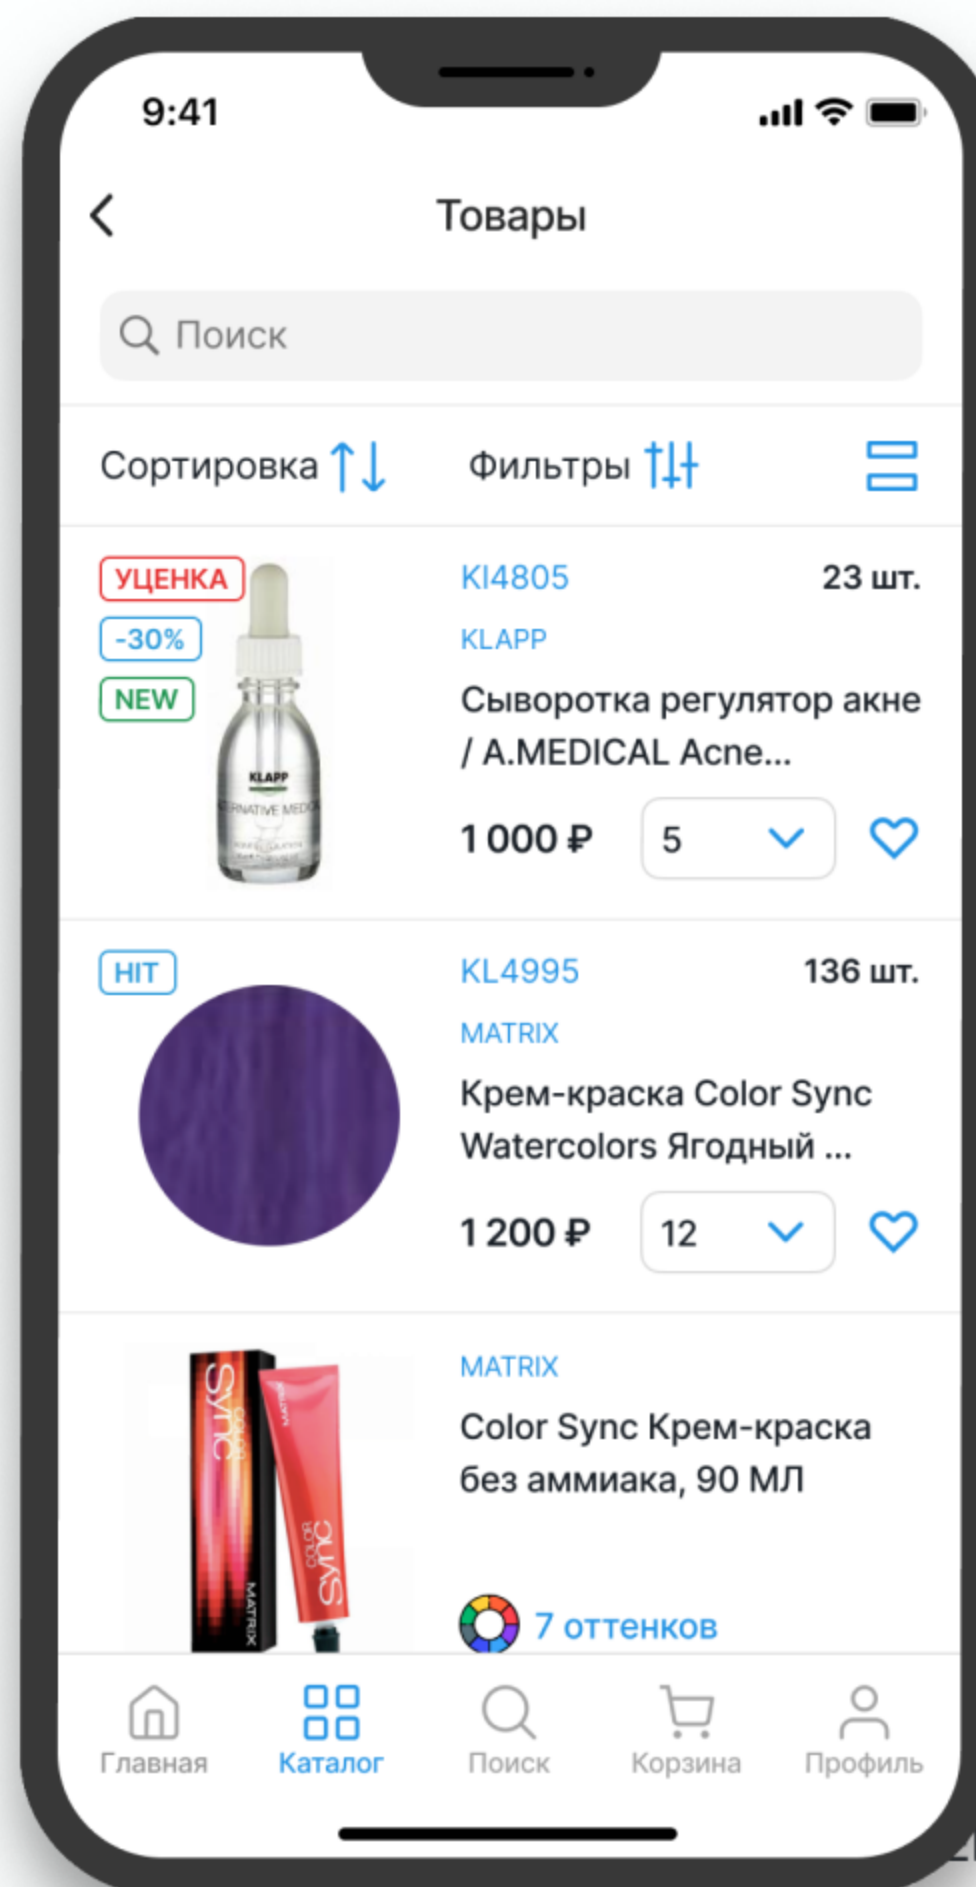 9:41
Товары
Поиск
Сортировка
Фильтры
УЦЕНКА
-30%
NEW
KLAPP
KI4805
23 шт.
KLAPP
Сыворотка регулятор акне
/ A.MEDICAL Acne...
1 000 ₽
5
HIT
KL4995
136 шт.
MATRIX
Крем-краска Color Sync
Watercolors Ягодный ...
1 200 ₽
12
COLOR
Sync
MATRIX
COLOR
Sync
MATRIX
Color Sync Крем-краска
без аммиака, 90 МЛ
7 оттенков
Главная
Каталог
Поиск
Корзина
Профиль